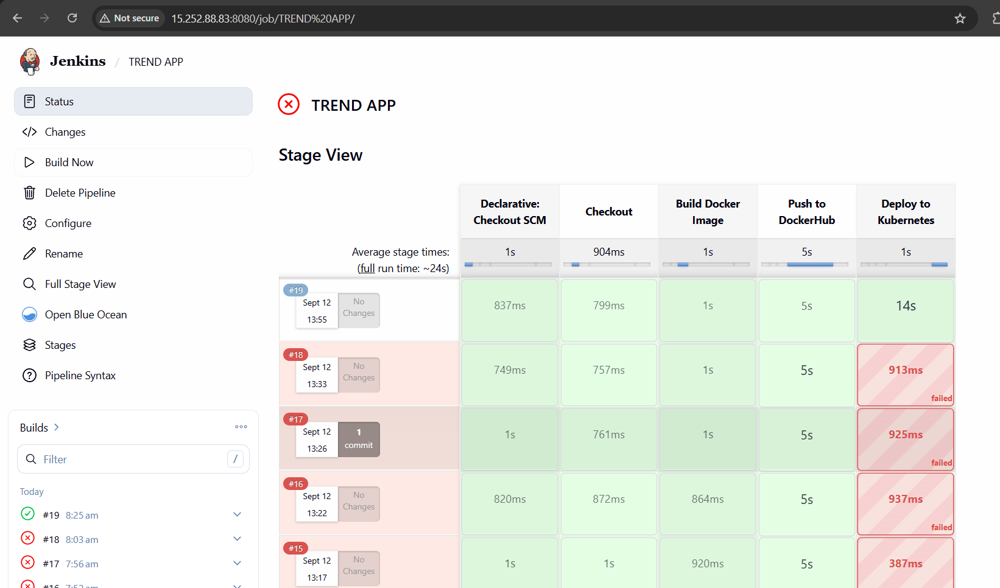 Not secure 15.252.88.83:8080/job/TREND%20APP/
Jenkins / TREND APP
Status
Changes
Build Now
Delete Pipeline
Configure
Rename
Full Stage View
Open Blue Ocean
Stages
Pipeline Syntax
Builds
Filter /
Today
#19 8:25 am
#18 8:03 am
#17 7:56 am
#16 7:52 am
TREND APP
Stage View
Declarative: Checkout SCM
Checkout
Build Docker Image
Push to DockerHub
Deploy to Kubernetes
Average stage times: 1s 904ms 1s 5s 1s
(full run time: ~24s)
#19
Sept 12 No
13:55 Changes
837ms 799ms 1s 5s 14s
#18
Sept 12 No
13:33 Changes
749ms 757ms 1s 5s 913ms
failed
#17
Sept 12 1
13:26 commit
1s 761ms 1s 5s 925ms
failed
#16
Sept 12 No
13:22 Changes
820ms 872ms 864ms 5s 937ms
failed
#15
Sept 12 No
13:17 Changes
1s 1s 920ms 5s 387ms